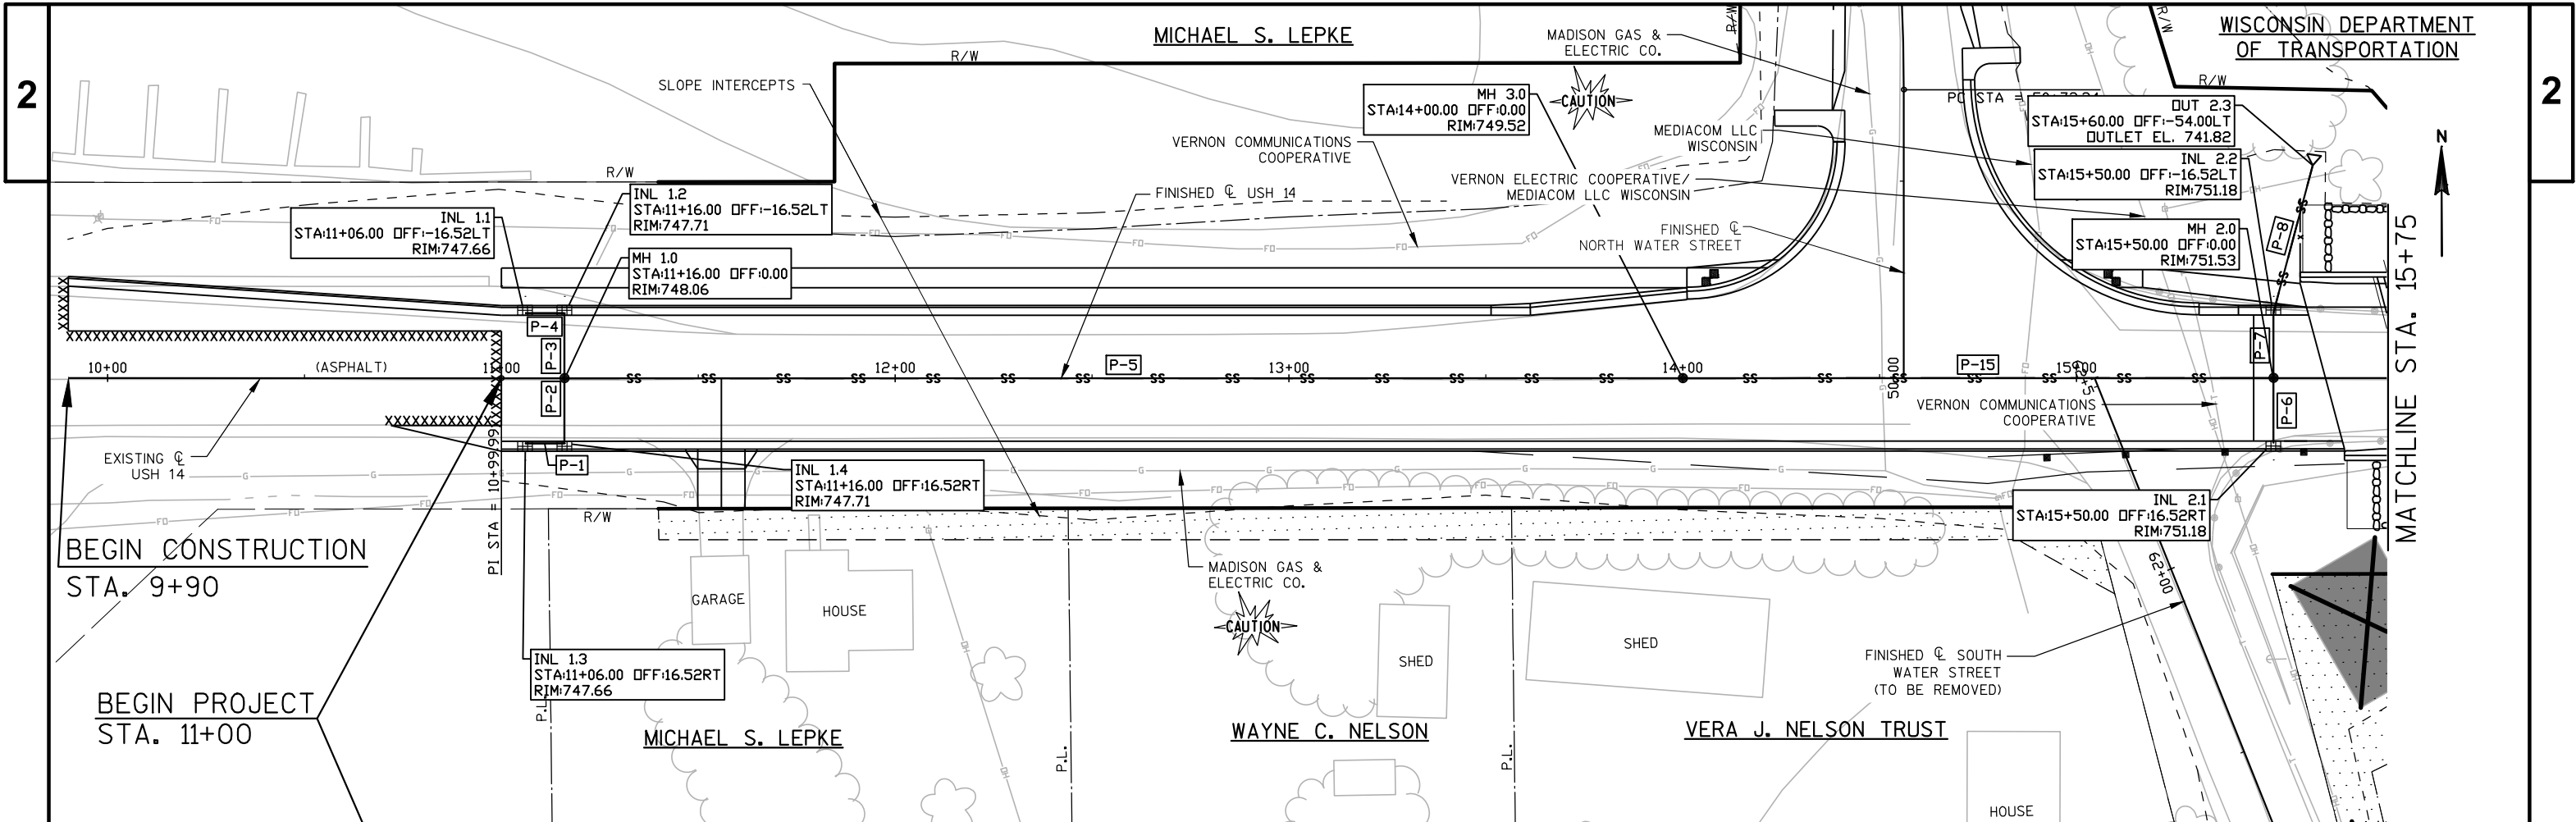 2
2
MICHAEL S. LEPKE
WISCONSIN DEPARTMENT
OF TRANSPORTATION
R/W
R/W
R/W
R/W
R/W
R/W
MADISON GAS &
ELECTRIC CO.
SLOPE INTERCEPTS
CAUTION
MH 3.0
STA:14+00.00 OFF:0.00
RIM:749.52
PC STA =
OUT 2.3
STA:15+60.00 OFF:-54.00LT
OUTLET EL. 741.82
VERNON COMMUNICATIONS
COOPERATIVE
MEDIACOM LLC
WISCONSIN
INL 2.2
STA:15+50.00 OFF:-16.52LT
RIM:751.18
N
VERNON ELECTRIC COOPERATIVE/
MEDIACOM LLC WISCONSIN
FINISHED ℄ USH 14
INL 1.2
STA:11+16.00 OFF:-16.52LT
RIM:747.71
INL 1.1
STA:11+06.00 OFF:-16.52LT
RIM:747.66
FINISHED ℄
NORTH WATER STREET
MH 2.0
STA:15+50.00 OFF:0.00
RIM:751.53
P-8
MH 1.0
STA:11+16.00 OFF:0.00
RIM:748.06
MATCHLINE STA. 15+75
P-4
P-3
P-2
P-1
P-5
P-15
P-7
P-6
10+00
(ASPHALT)
11+00
12+00
13+00
14+00
15+00
50+00
62+5
EXISTING ℄
USH 14
PI STA = 10+99.99
VERNON COMMUNICATIONS
COOPERATIVE
INL 1.4
STA:11+16.00 OFF:16.52RT
RIM:747.71
INL 2.1
STA:15+50.00 OFF:16.52RT
RIM:751.18
BEGIN CONSTRUCTION
STA. 9+90
GARAGE
HOUSE
MADISON GAS &
ELECTRIC CO.
CAUTION
SHED
SHED
62+00
INL 1.3
STA:11+06.00 OFF:16.52RT
RIM:747.66
FINISHED ℄ SOUTH
WATER STREET
(TO BE REMOVED)
BEGIN PROJECT
STA. 11+00
P.L.
P.L.
P.L.
MICHAEL S. LEPKE
WAYNE C. NELSON
VERA J. NELSON TRUST
HOUSE